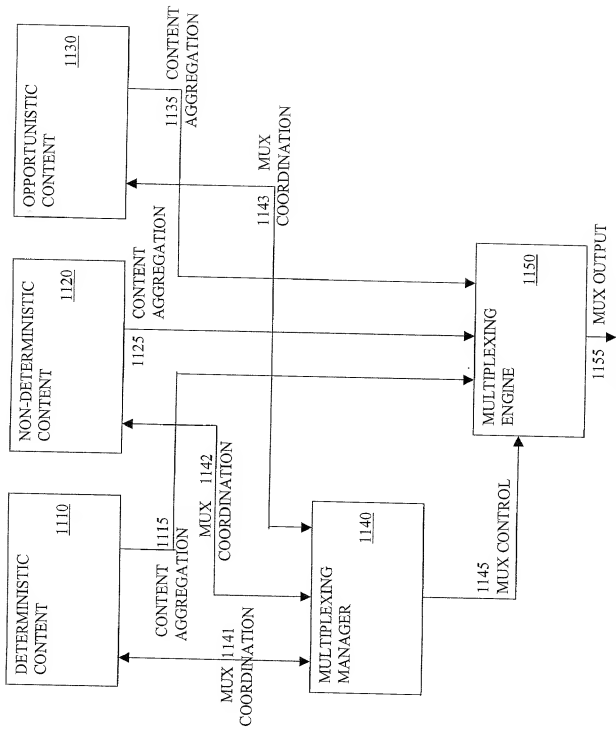 DETERMINISTIC
CONTENT
1110
NON-DETERMINISTIC
CONTENT
1120
OPPORTUNISTIC
CONTENT
1130
1115
CONTENT
AGGREGATION
1125
CONTENT
AGGREGATION
1135
CONTENT
AGGREGATION
MUX 1141
COORDINATION
MUX 1142
COORDINATION
1143
MUX
COORDINATION
MULTIPLEXING
MANAGER
1140
1145
MUX CONTROL
MULTIPLEXING
ENGINE
1150
1155
MUX OUTPUT